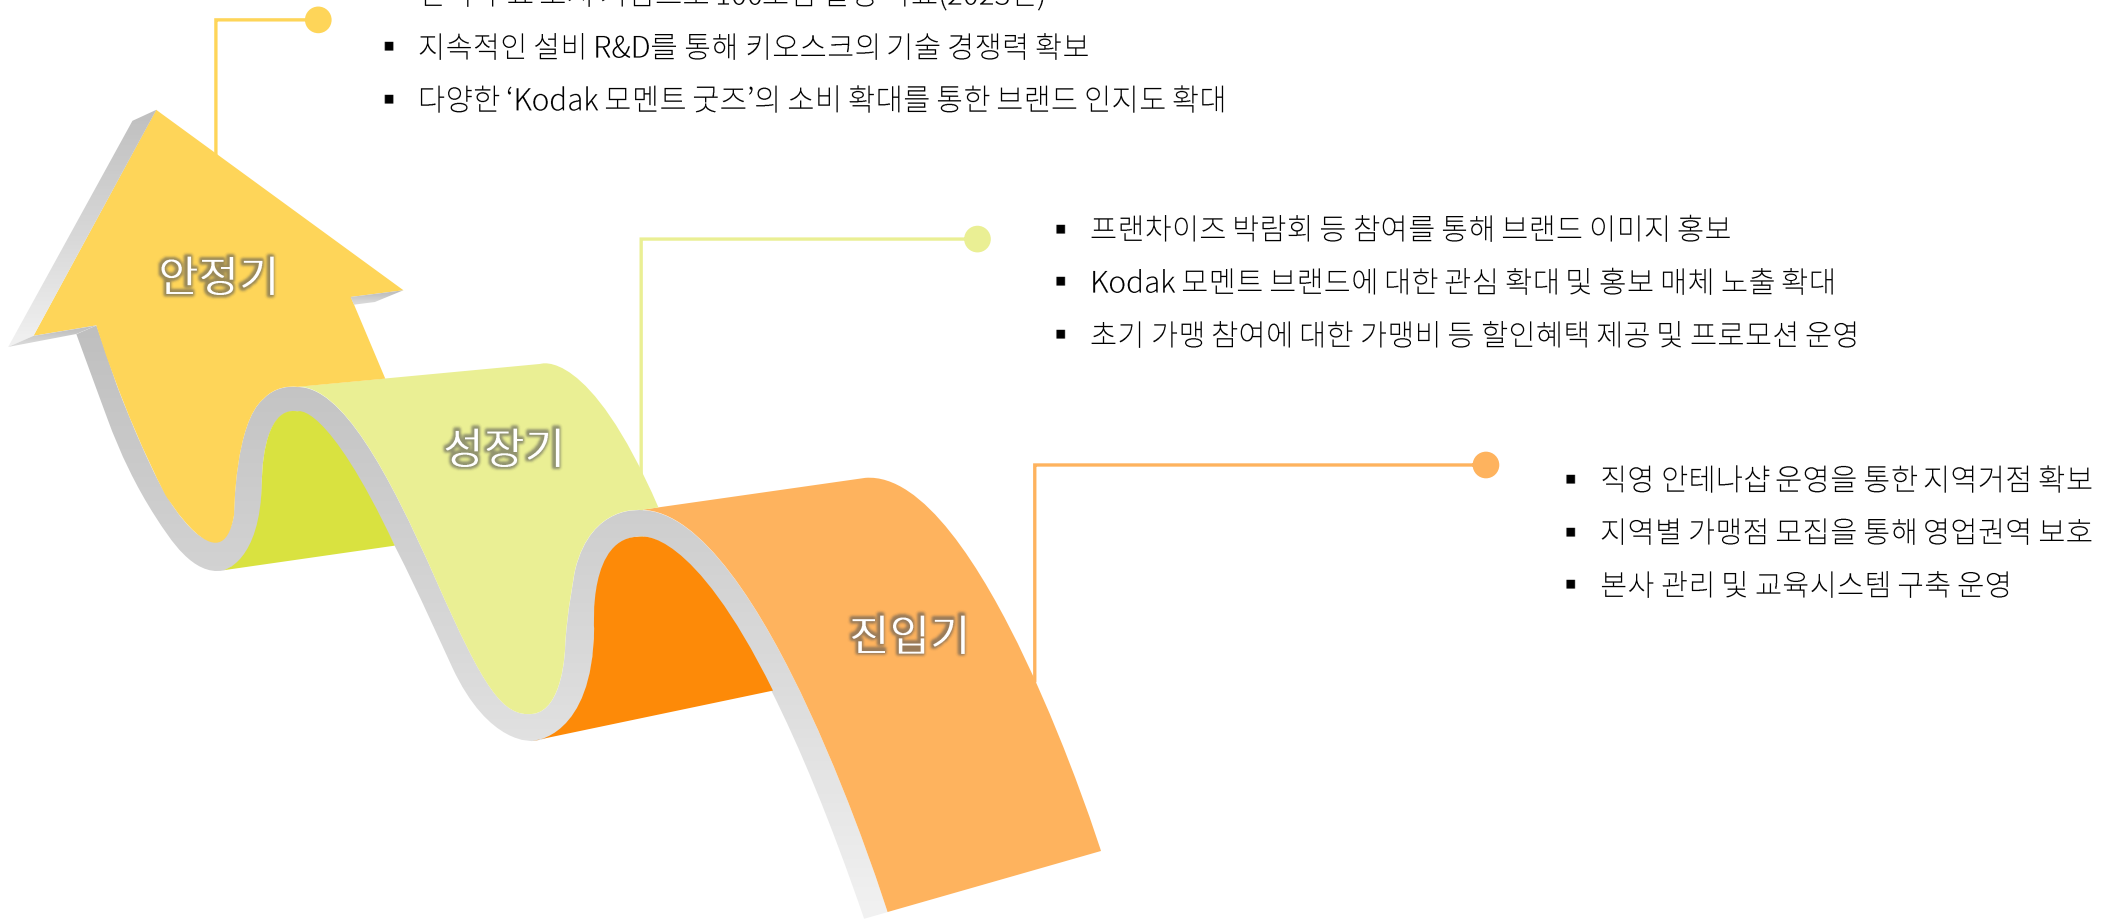 ▪ 지속적인 설비 R&D를 통해 키오스크의 기술 경쟁력 확보
▪ 다양한 ‘Kodak 모멘트 굿즈’의 소비 확대를 통한 브랜드 인지도 확대
안정기
▪ 프랜차이즈 박람회 등 참여를 통해 브랜드 이미지 홍보
▪ Kodak 모멘트 브랜드에 대한 관심 확대 및 홍보 매체 노출 확대
▪ 초기 가맹 참여에 대한 가맹비 등 할인혜택 제공 및 프로모션 운영
성장기
▪ 직영 안테나샵 운영을 통한 지역거점 확보
▪ 지역별 가맹점 모집을 통해 영업권역 보호
▪ 본사 관리 및 교육시스템 구축 운영
진입기